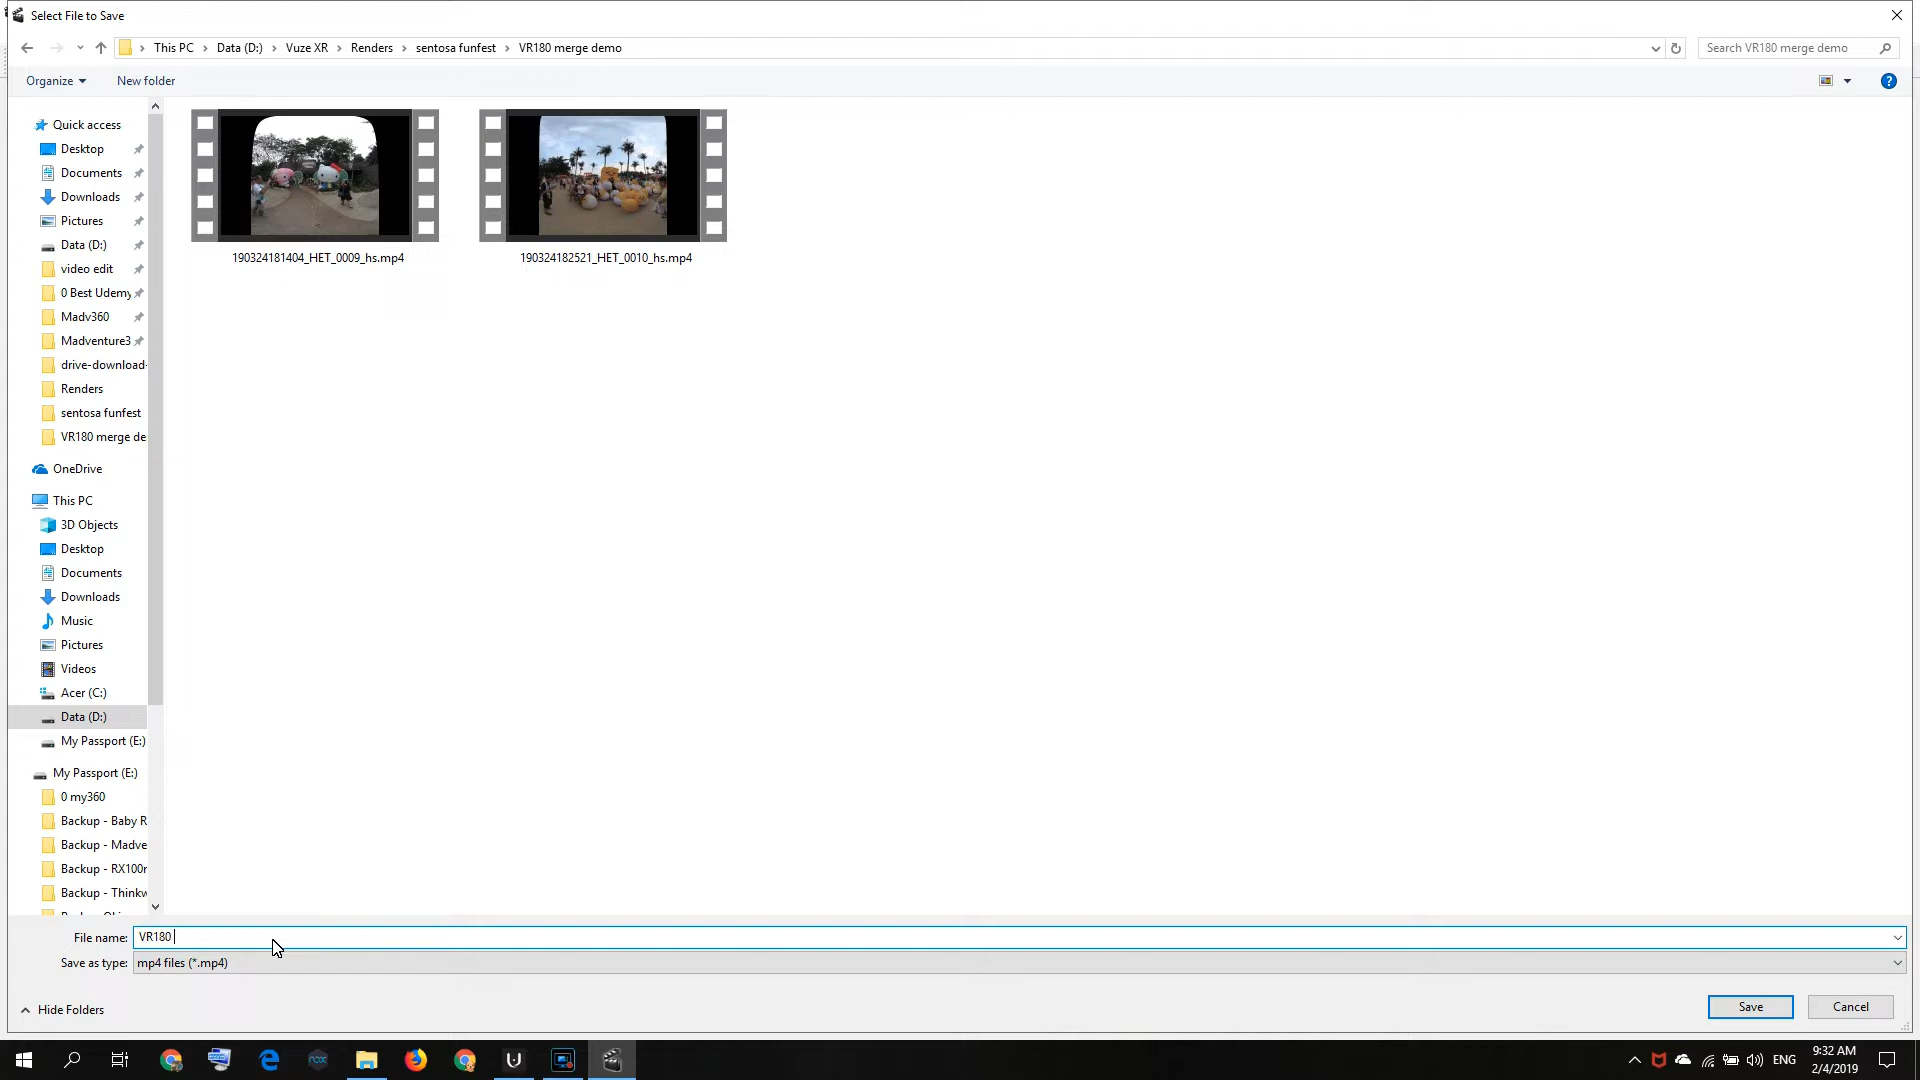 Select File to Save
This PC > Data (D:) > Vuze XR > Renders > sentosa funfest > VR180 merge demo
Search VR180 merge demo
Organize
New folder
Quick access
Desktop
Documents
Downloads
Pictures
Data (D:)
video edit
0 Best Udemy
Madv360
Madventure3
drive-download-
Renders
sentosa funfest
VR180 merge de
OneDrive
This PC
3D Objects
Desktop
Documents
Downloads
Music
Pictures
Videos
Acer (C:)
Data (D:)
My Passport (E:)
My Passport (E:)
0 my360
Backup - Baby R
Backup - Madve
Backup - RX100r
Backup - Thinkw
190324181404_HET_0009_hs.mp4
190324182521_HET_0010_hs.mp4
File name: VR180
Save as type: mp4 files (*.mp4)
Hide Folders
Save
Cancel
nox
ENG
9:32 AM
2/4/2019